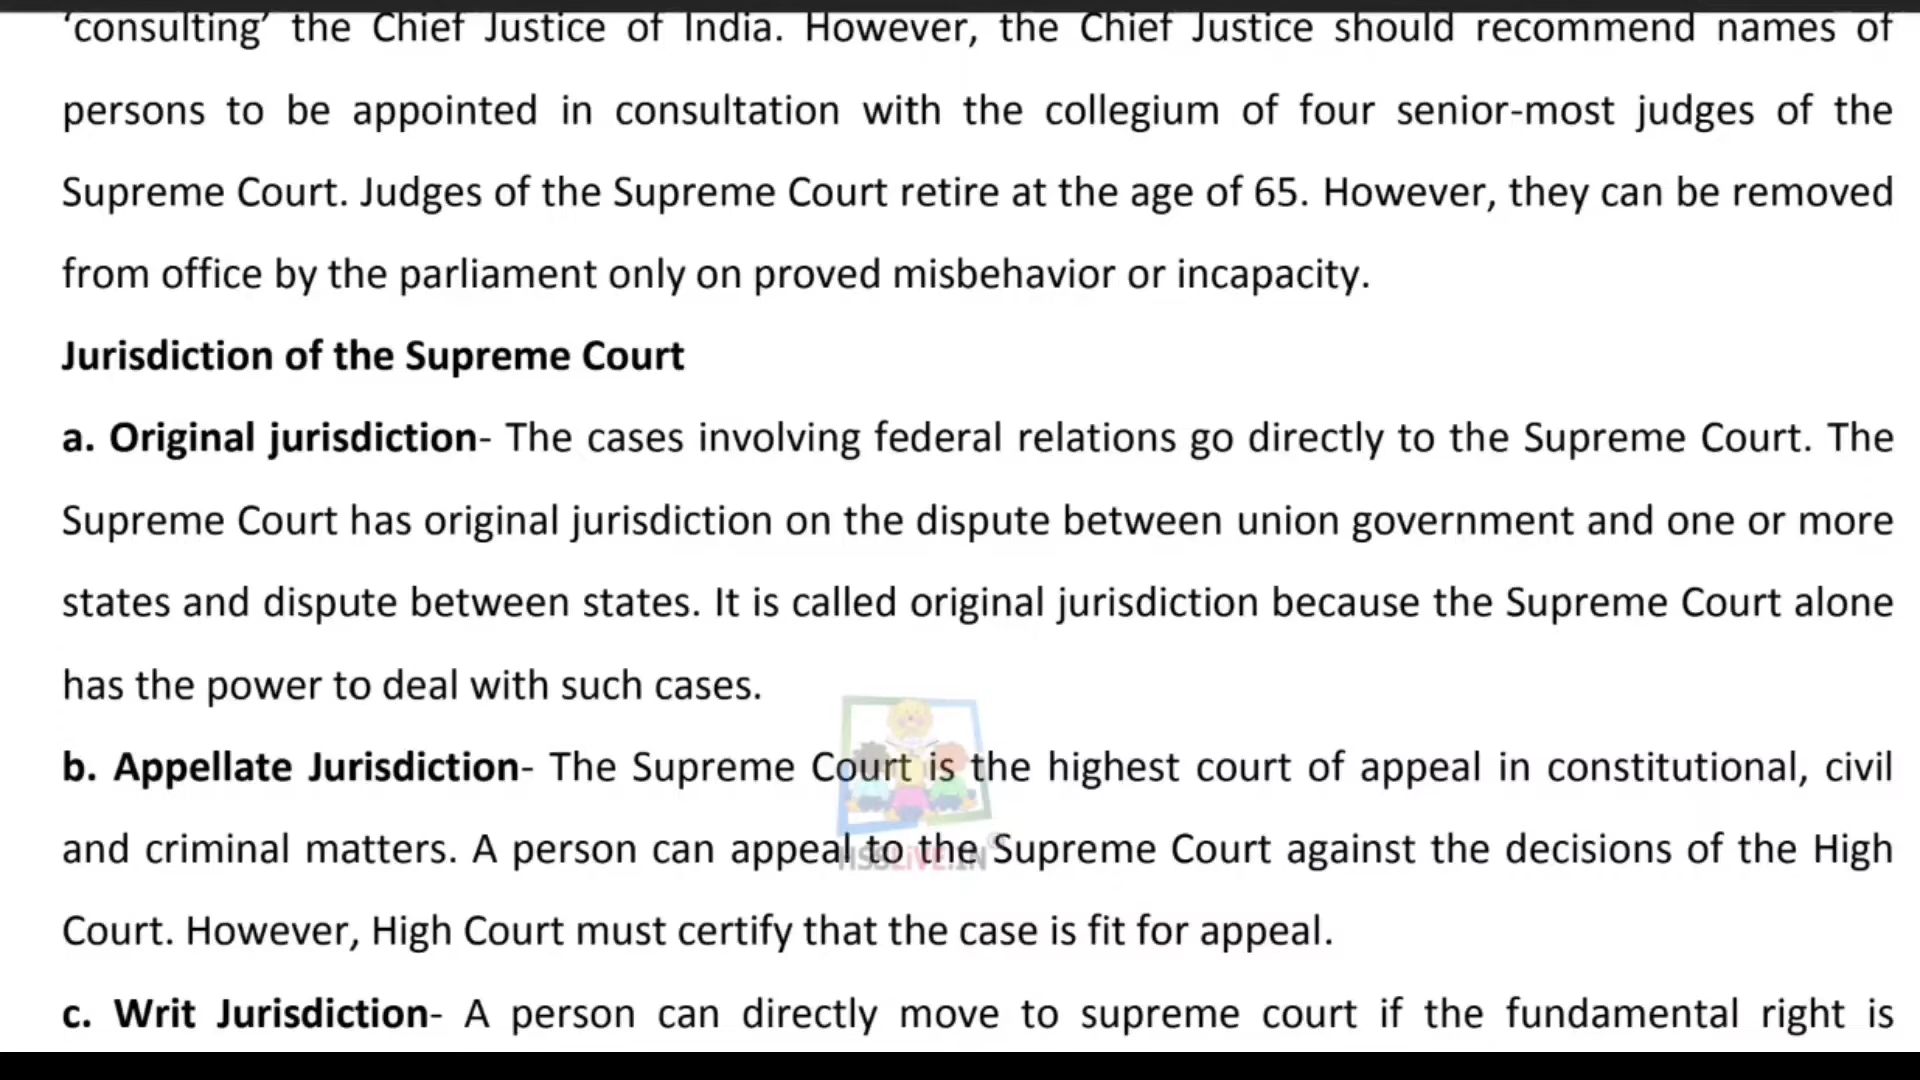 ‘consulting’ the Chief Justice of India. However, the Chief Justice should recommend names of
persons to be appointed in consultation with the collegium of four senior-most judges of the
Supreme Court. Judges of the Supreme Court retire at the age of 65. However, they can be removed
from office by the parliament only on proved misbehavior or incapacity.
Jurisdiction of the Supreme Court
a. Original jurisdiction- The cases involving federal relations go directly to the Supreme Court. The
Supreme Court has original jurisdiction on the dispute between union government and one or more
states and dispute between states. It is called original jurisdiction because the Supreme Court alone
has the power to deal with such cases.
b. Appellate Jurisdiction- The Supreme Court is the highest court of appeal in constitutional, civil
and criminal matters. A person can appeal to the Supreme Court against the decisions of the High
HSSLiVE.IN®
Court. However, High Court must certify that the case is fit for appeal.
c. Writ Jurisdiction- A person can directly move to supreme court if the fundamental right is